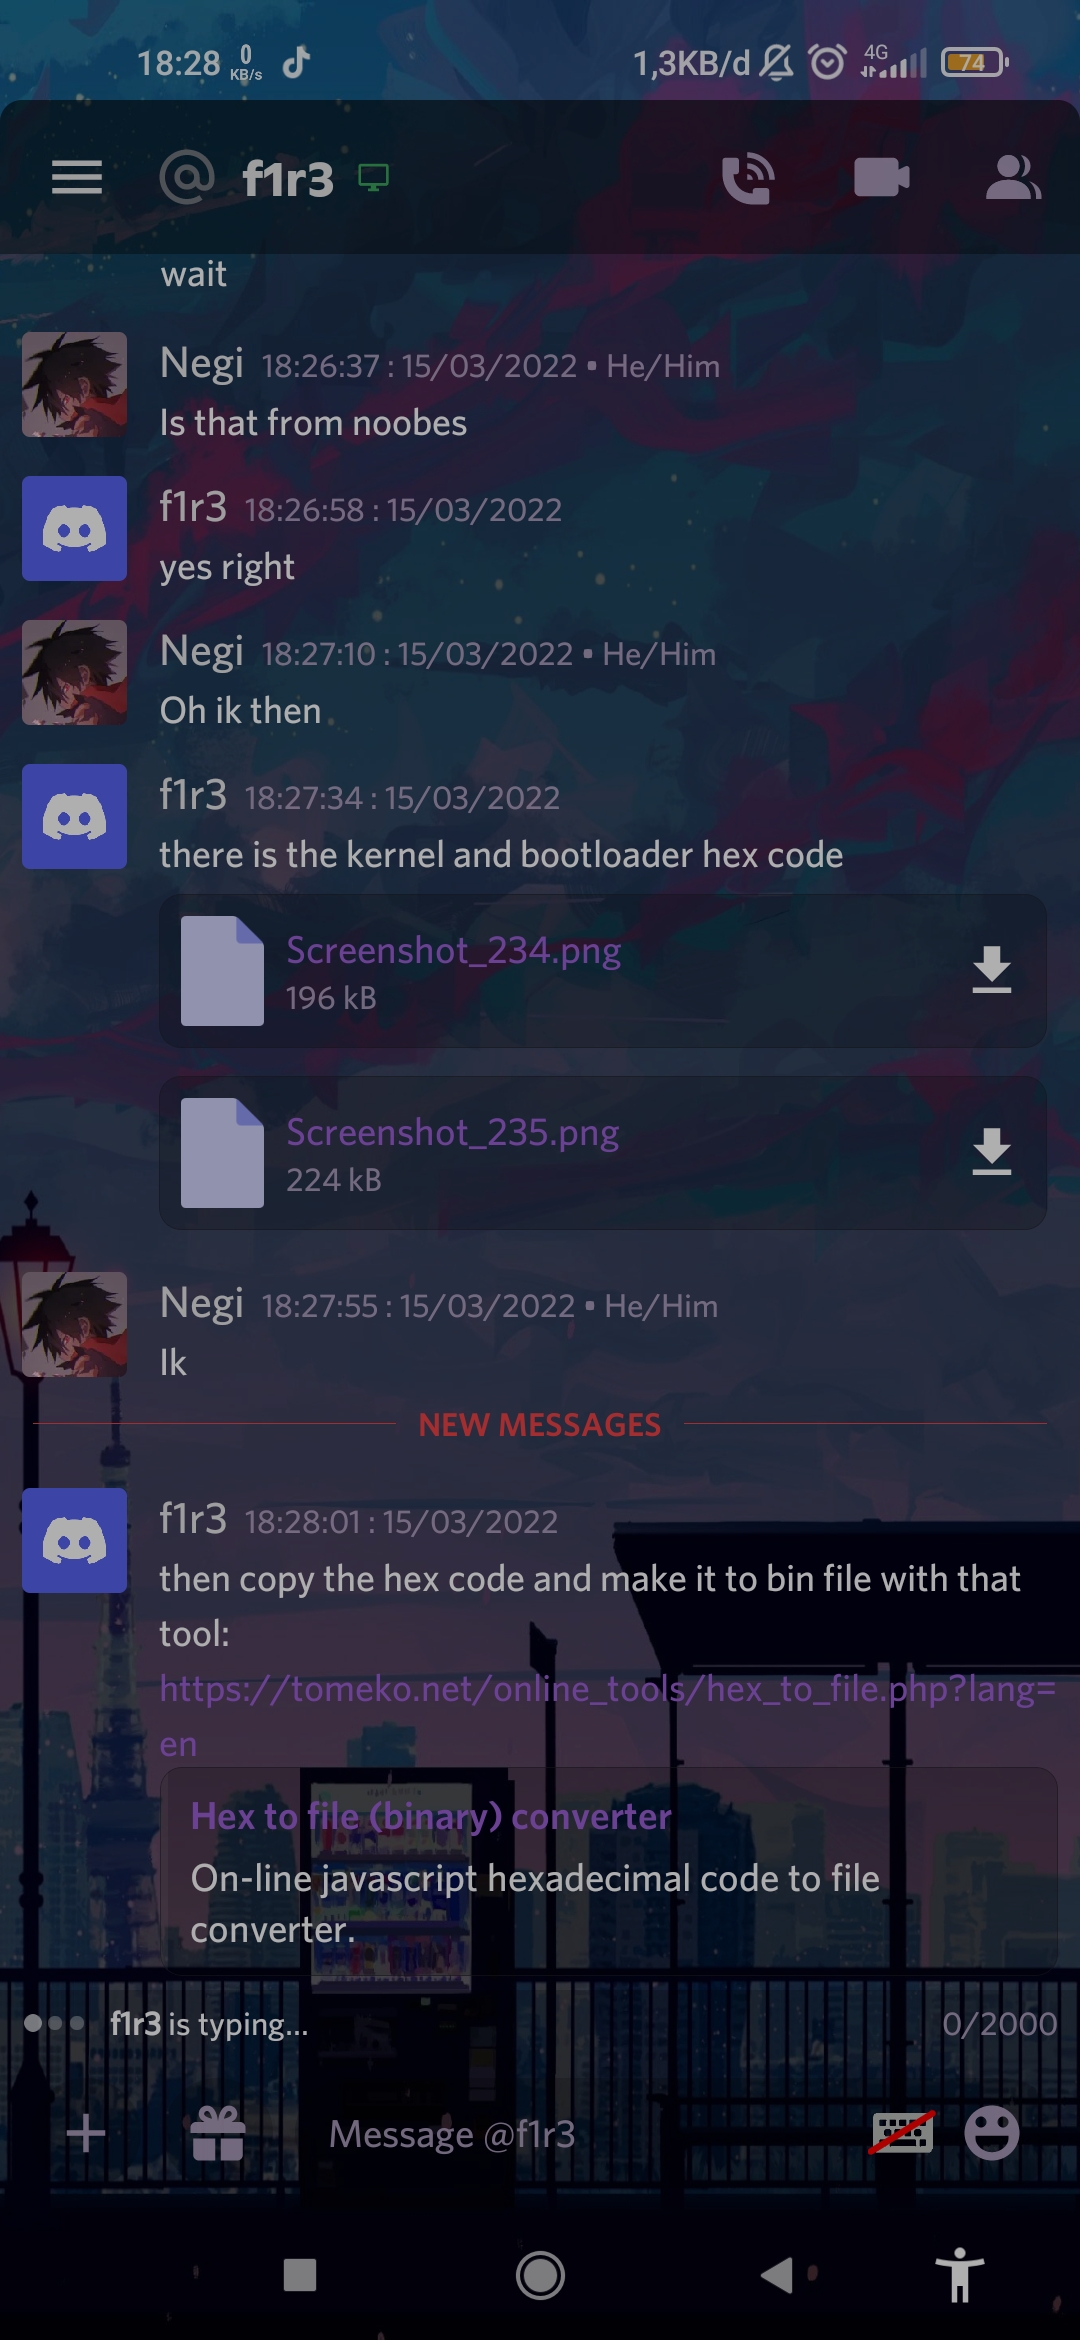 18:28 0 KB/s 1,3KB/d 4G 74
f1r3
wait
Negi 18:26:37 : 15/03/2022 • He/Him
Is that from noobes
f1r3 18:26:58 : 15/03/2022
yes right
Negi 18:27:10 : 15/03/2022 • He/Him
Oh ik then
f1r3 18:27:34 : 15/03/2022
there is the kernel and bootloader hex code
Screenshot_234.png
196 kB
Screenshot_235.png
224 kB
Negi 18:27:55 : 15/03/2022 • He/Him
Ik
NEW MESSAGES
f1r3 18:28:01 : 15/03/2022
then copy the hex code and make it to bin file with that
tool:
https://tomeko.net/online_tools/hex_to_file.php?lang=
en
Hex to file (binary) converter
On-line javascript hexadecimal code to file
converter.
f1r3 is typing... 0/2000
Message @f1r3